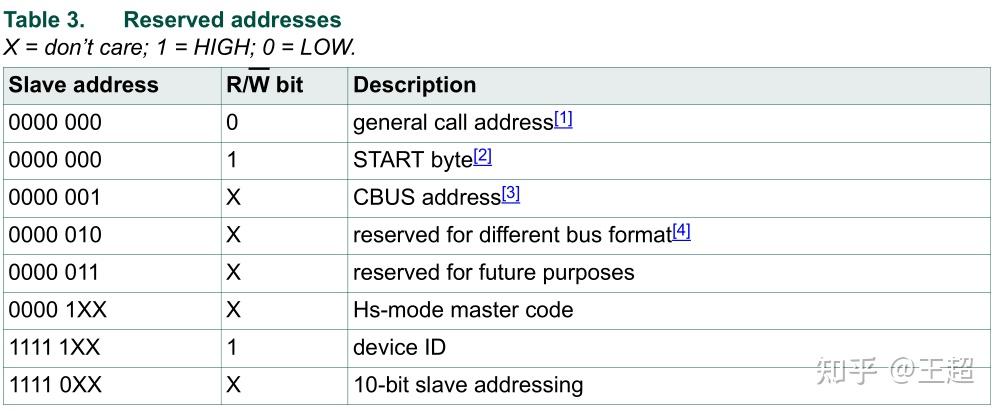 Table 3. Reserved addresses
X = don't care; 1 = HIGH; 0 = LOW.
Slave address R/W̅ bit Description
0000 000 0 general call address[1]
0000 000 1 START byte[2]
0000 001 X CBUS address[3]
0000 010 X reserved for different bus format[4]
0000 011 X reserved for future purposes
0000 1XX X Hs-mode master code
1111 1XX 1 device ID
1111 0XX X 10-bit slave addressing
知乎 @王超